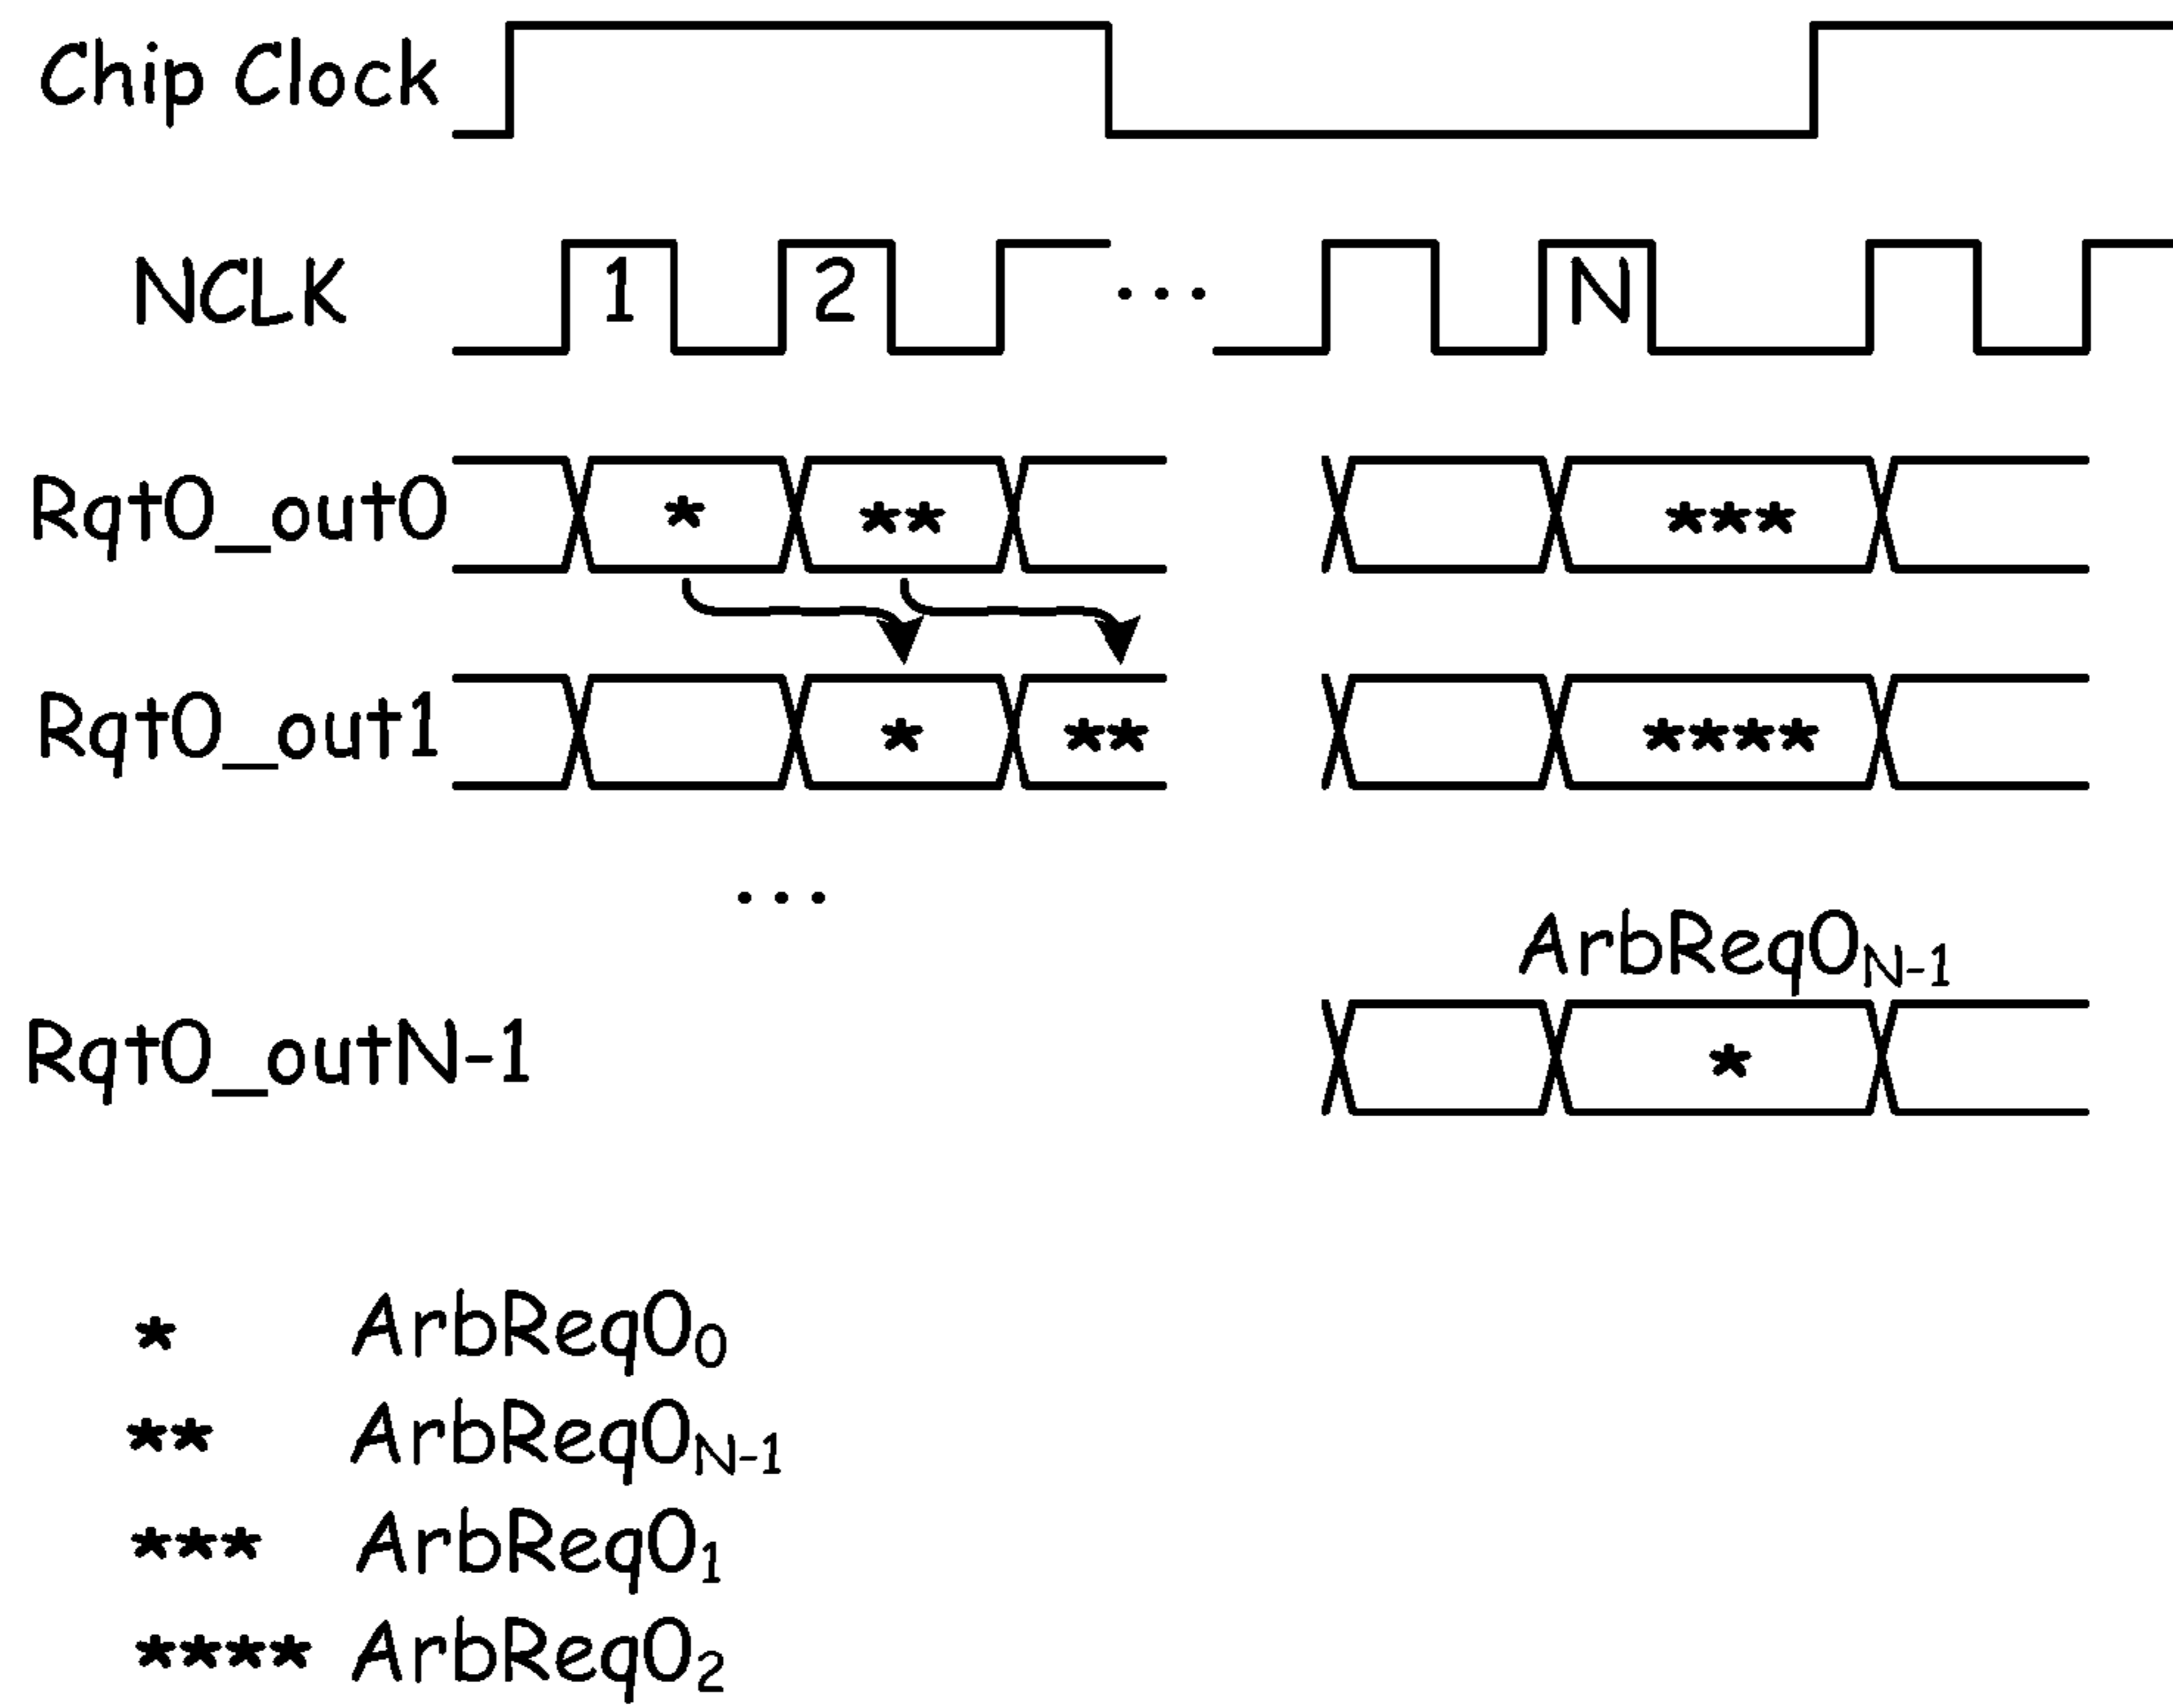 Chip Clock
NCLK 1 2 ... N
Rqt0_out0 * ** ***
Rqt0_out1 * ** ****
...
ArbReq0N-1
Rqt0_outN-1 *
* ArbReq00
** ArbReq0N-1
*** ArbReq01
**** ArbReq02